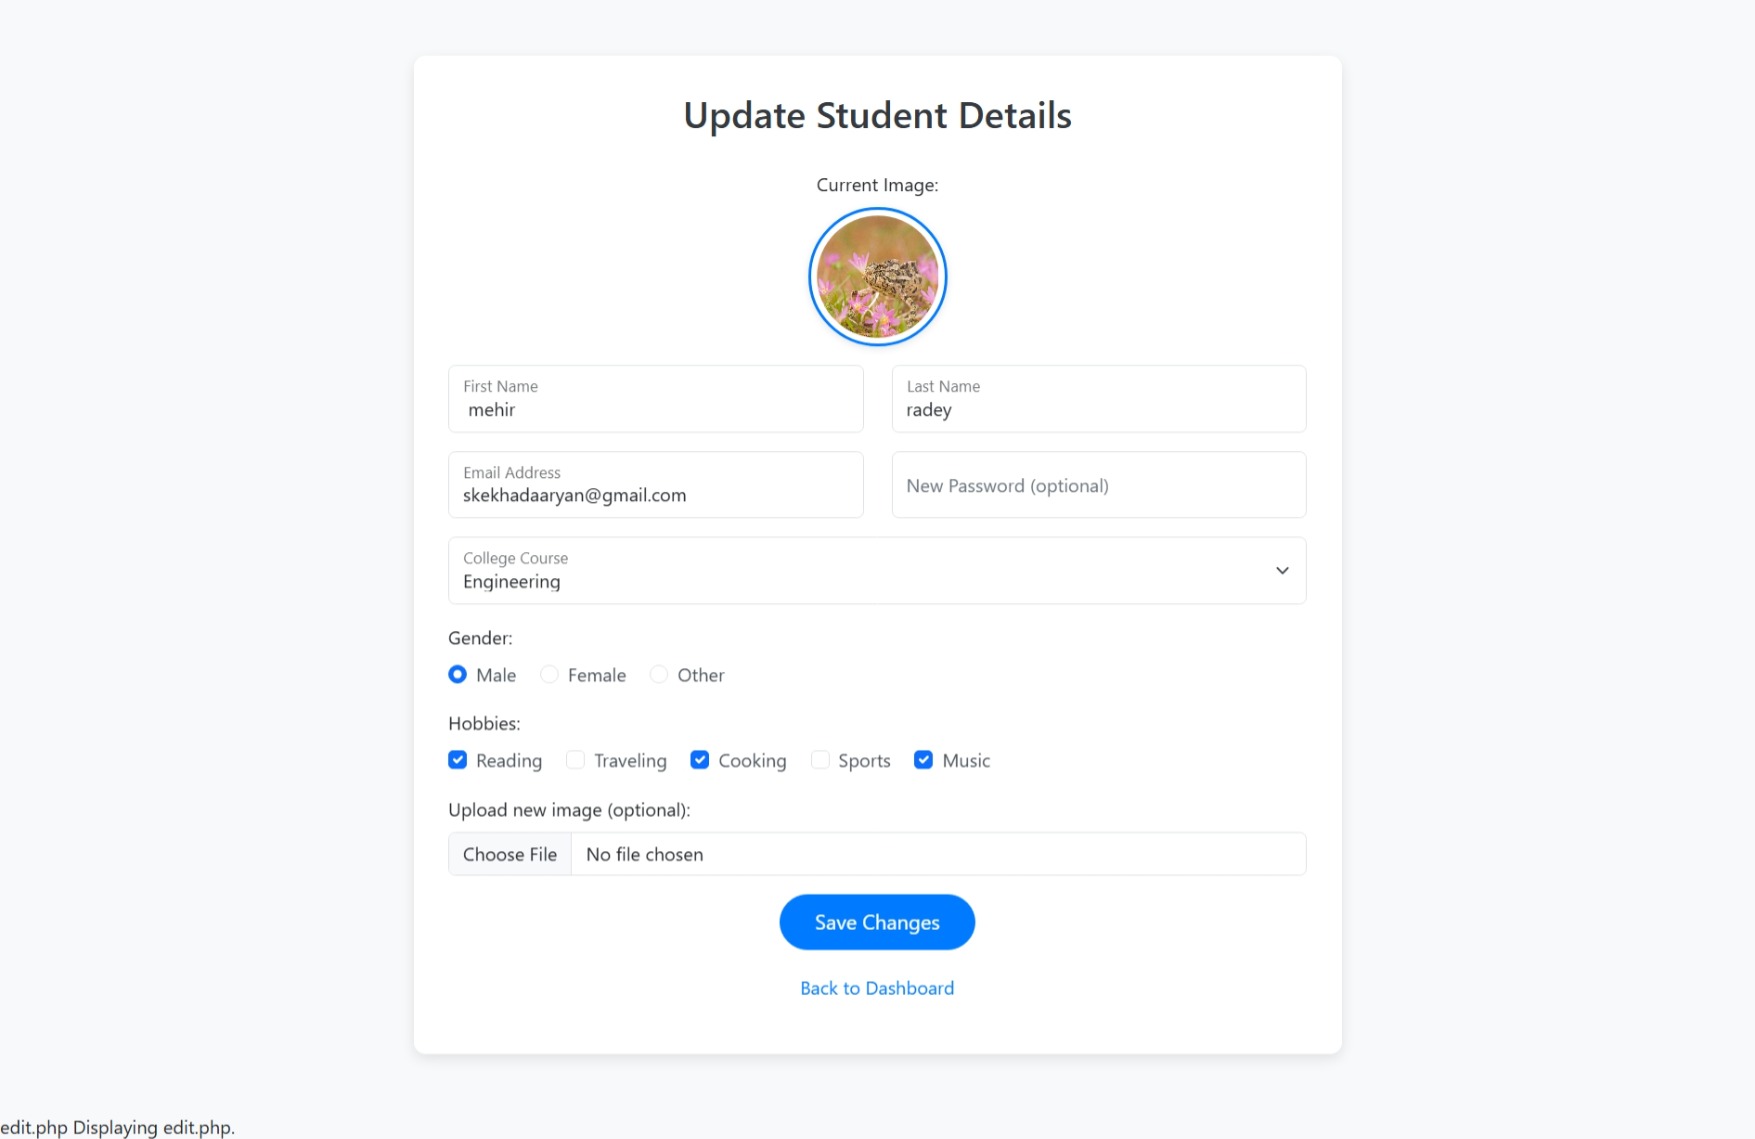 Update Student Details
Current Image:
First Name
mehir
Last Name
radey
Email Address
skekhadaaryan@gmail.com
New Password (optional)
College Course
Engineering
Gender:
Male Female Other
Hobbies:
Reading Traveling Cooking Sports Music
Upload new image (optional):
Choose File No file chosen
Save Changes
Back to Dashboard
edit.php Displaying edit.php.